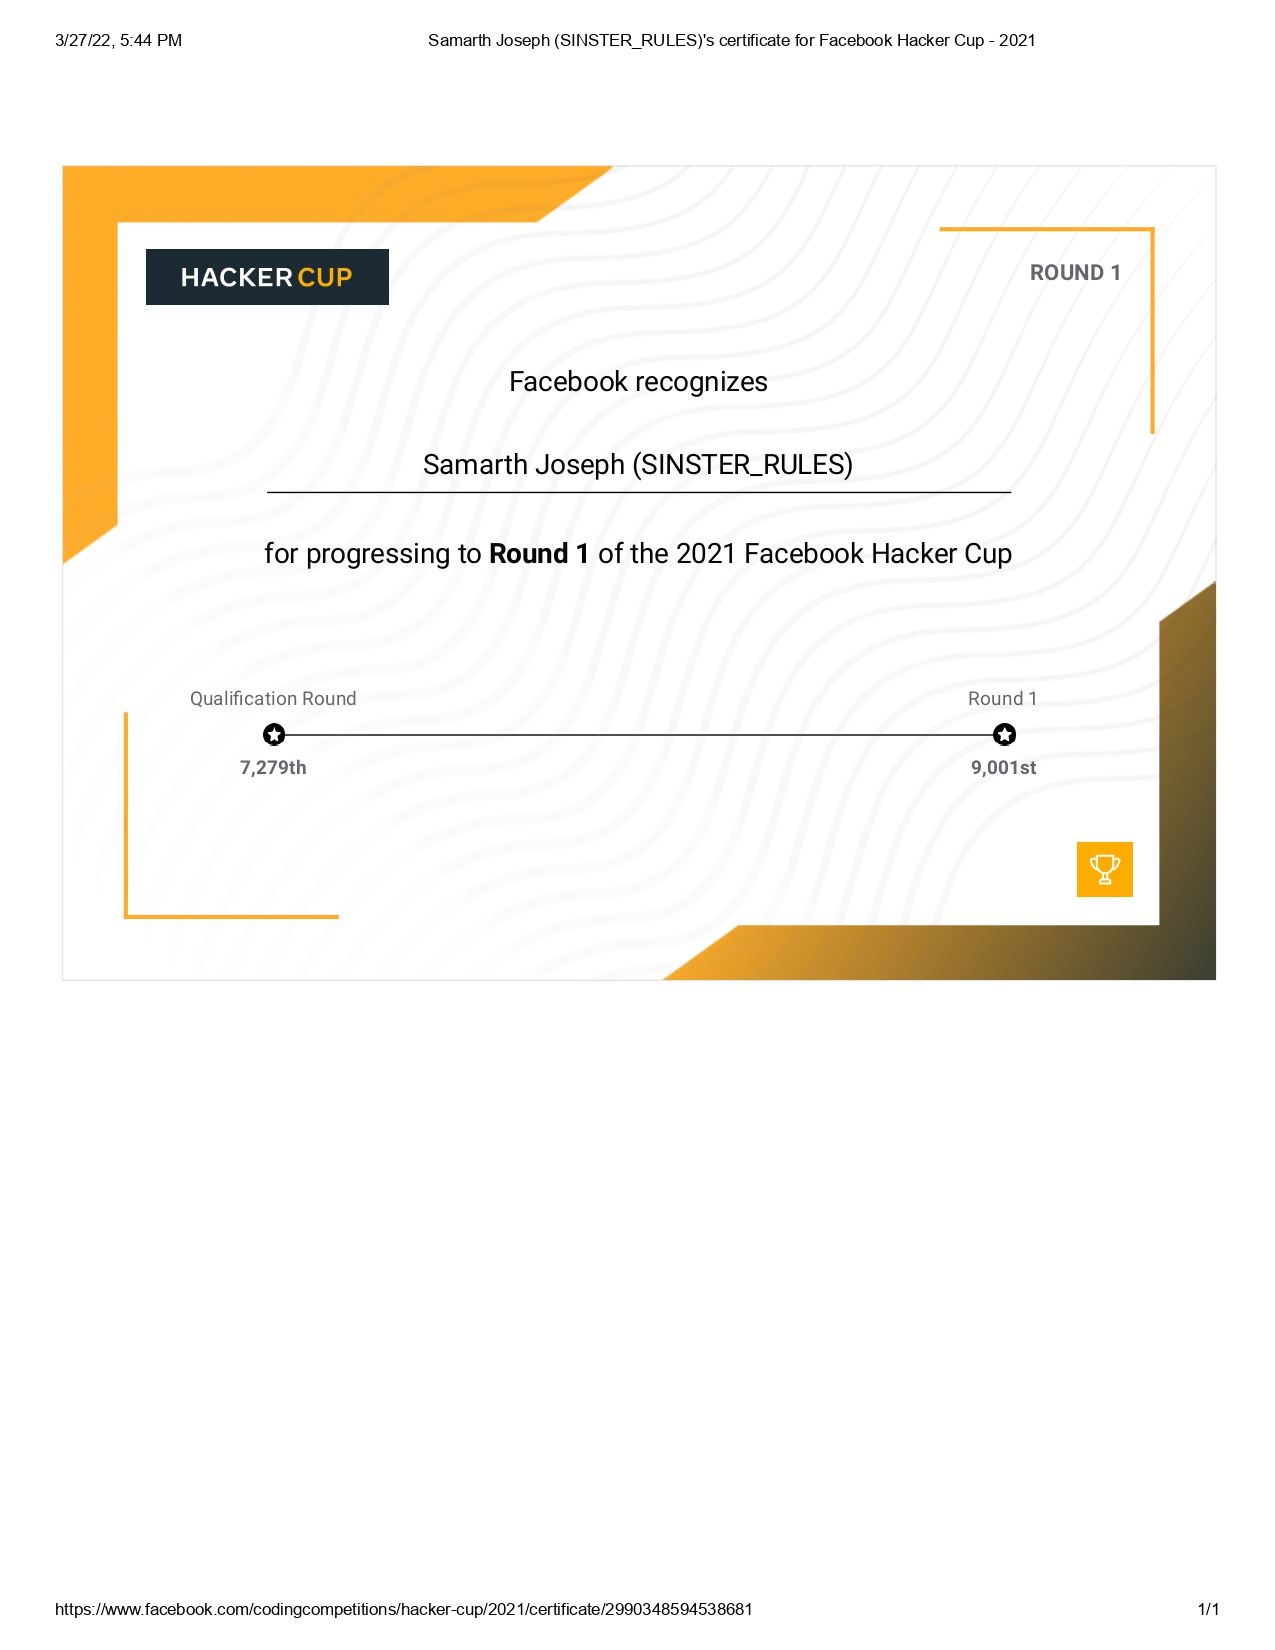 3/27/22, 5:44 PM
Samarth Joseph (SINSTER_RULES)'s certificate for Facebook Hacker Cup - 2021
HACKER CUP
ROUND 1
Facebook recognizes
Samarth Joseph (SINSTER_RULES)
for progressing to Round 1 of the 2021 Facebook Hacker Cup
Qualification Round
Round 1
7,279th
9,001st
https://www.facebook.com/codingcompetitions/hacker-cup/2021/certificate/2990348594538681
1/1